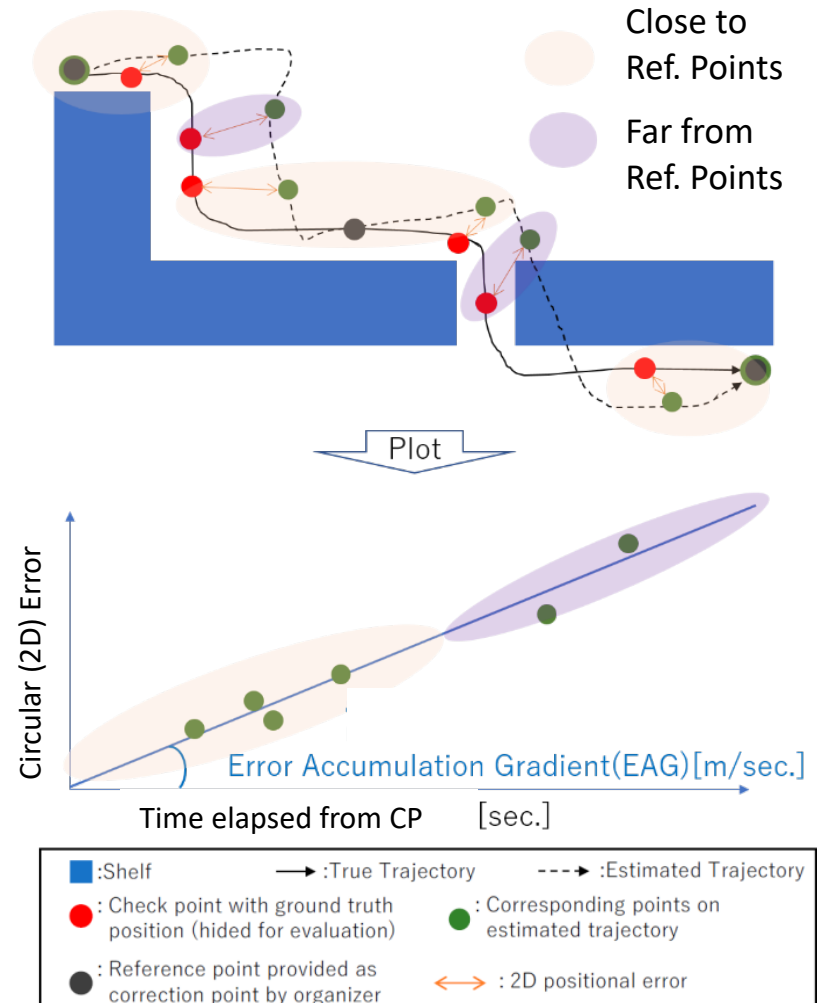 Close to
Ref. Points
Far from
Ref. Points
Plot
Circular (2D) Error
Error Accumulation Gradient(EAG)[m/sec.]
Time elapsed from CP [sec.]
:Shelf :True Trajectory :Estimated Trajectory
: Check point with ground truth
position (hided for evaluation)
: Corresponding points on
estimated trajectory
: Reference point provided as
correction point by organizer
: 2D positional error